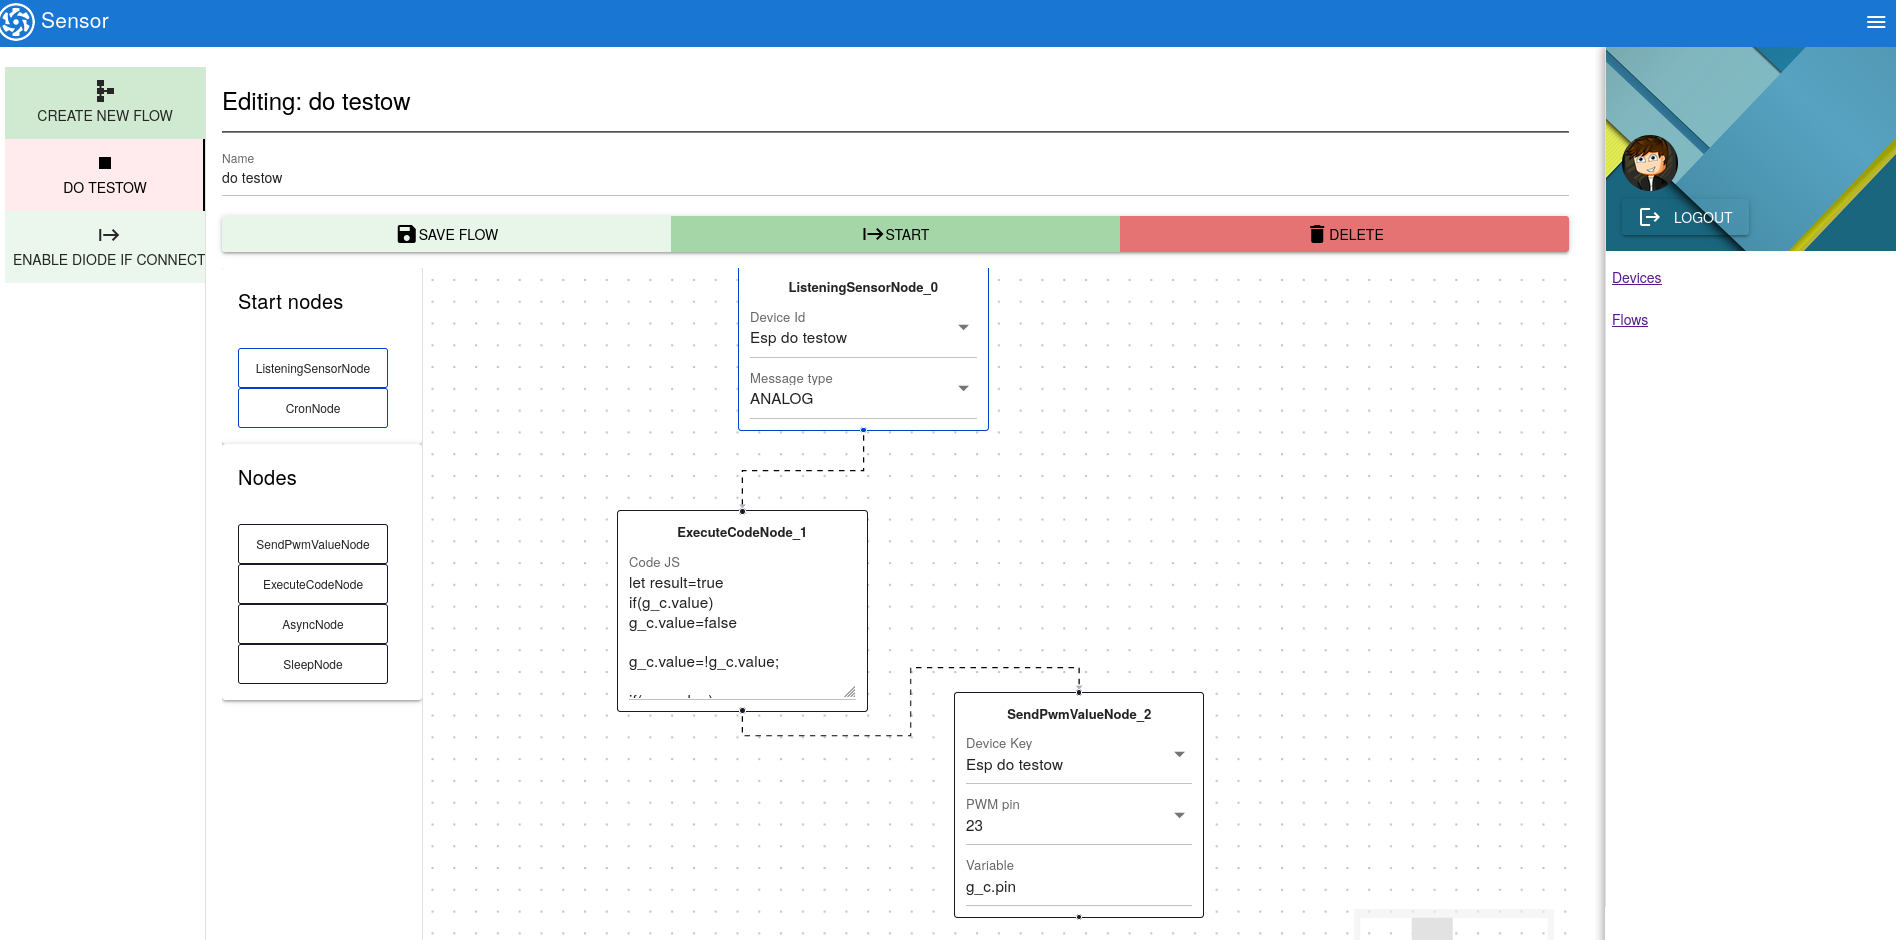 Sensor
CREATE NEW FLOW
DO TESTOW
ENABLE DIODE IF CONNECT
Editing: do testow
Name
do testow
SAVE FLOW
START
DELETE
Start nodes
ListeningSensorNode
CronNode
Nodes
SendPwmValueNode
ExecuteCodeNode
AsyncNode
SleepNode
ListeningSensorNode_0
Device Id
Esp do testow
Message type
ANALOG
ExecuteCodeNode_1
Code JS
let result=true
if(g_c.value)
g_c.value=false
g_c.value=!g_c.value;
SendPwmValueNode_2
Device Key
Esp do testow
PWM pin
23
Variable
g_c.pin
LOGOUT
Devices
Flows